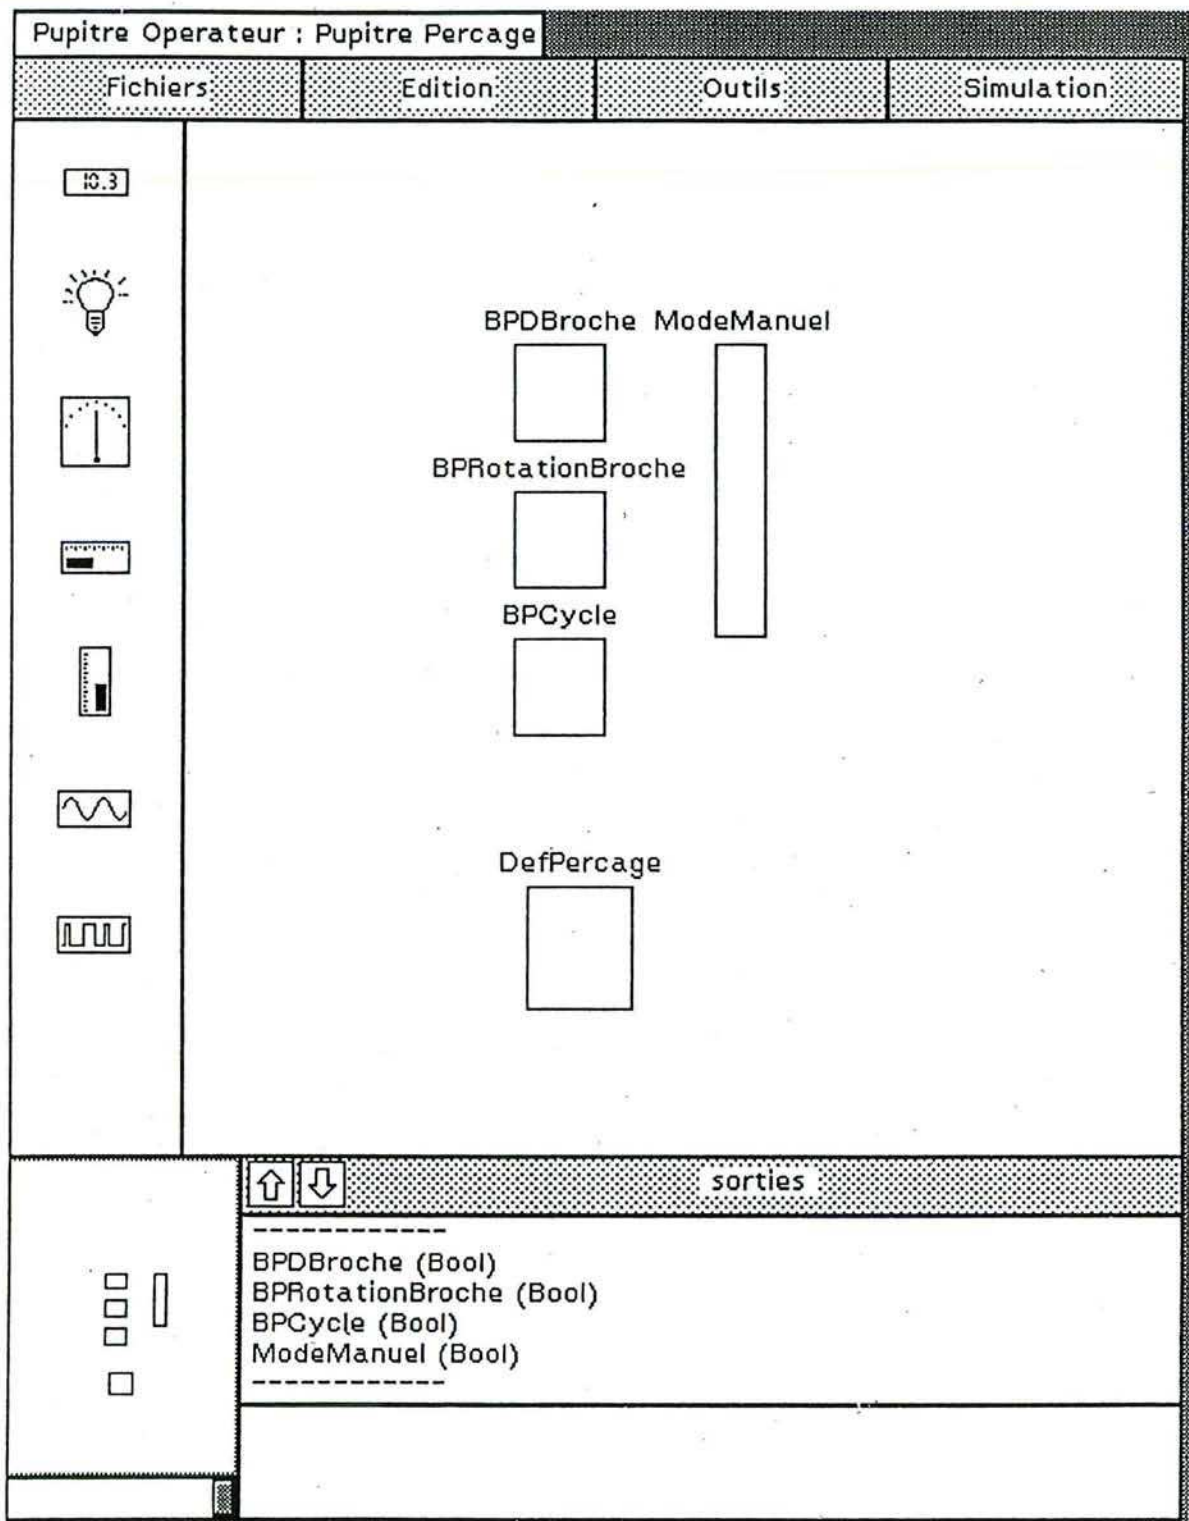 Pupitre Operateur : Pupitre Percage
Fichiers
Edition
Outils
Simulation
10.3
BPDBroche ModeManuel
BPRotationBroche
BPCycle
DefPercage
sorties
------------
BPDBroche (Bool)
BPRotationBroche (Bool)
BPCycle (Bool)
ModeManuel (Bool)
------------